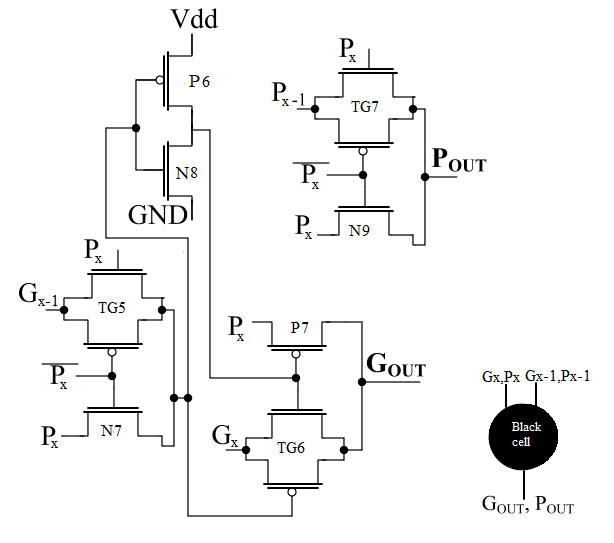 Vdd
P6
N8
GND
Px
Px-1
TG7
POUT
Px
Px
N9
Px
Gx-1
TG5
Px
Px
N7
Px
P7
GOUT
Gx
TG6
Gx,Px Gx-1,Px-1
Black
cell
GOUT, POUT